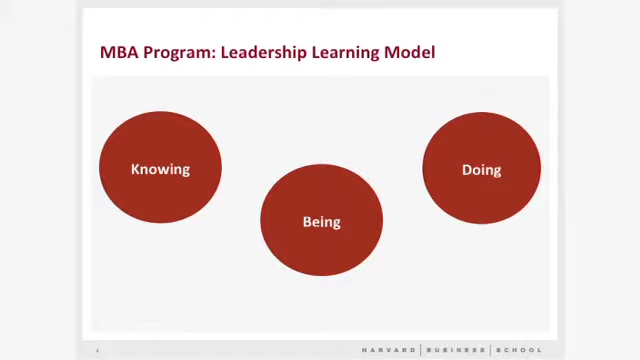 MBA Program: Leadership Learning Model
Knowing
Doing
Being
HARVARD BUSINESS SCHOOL